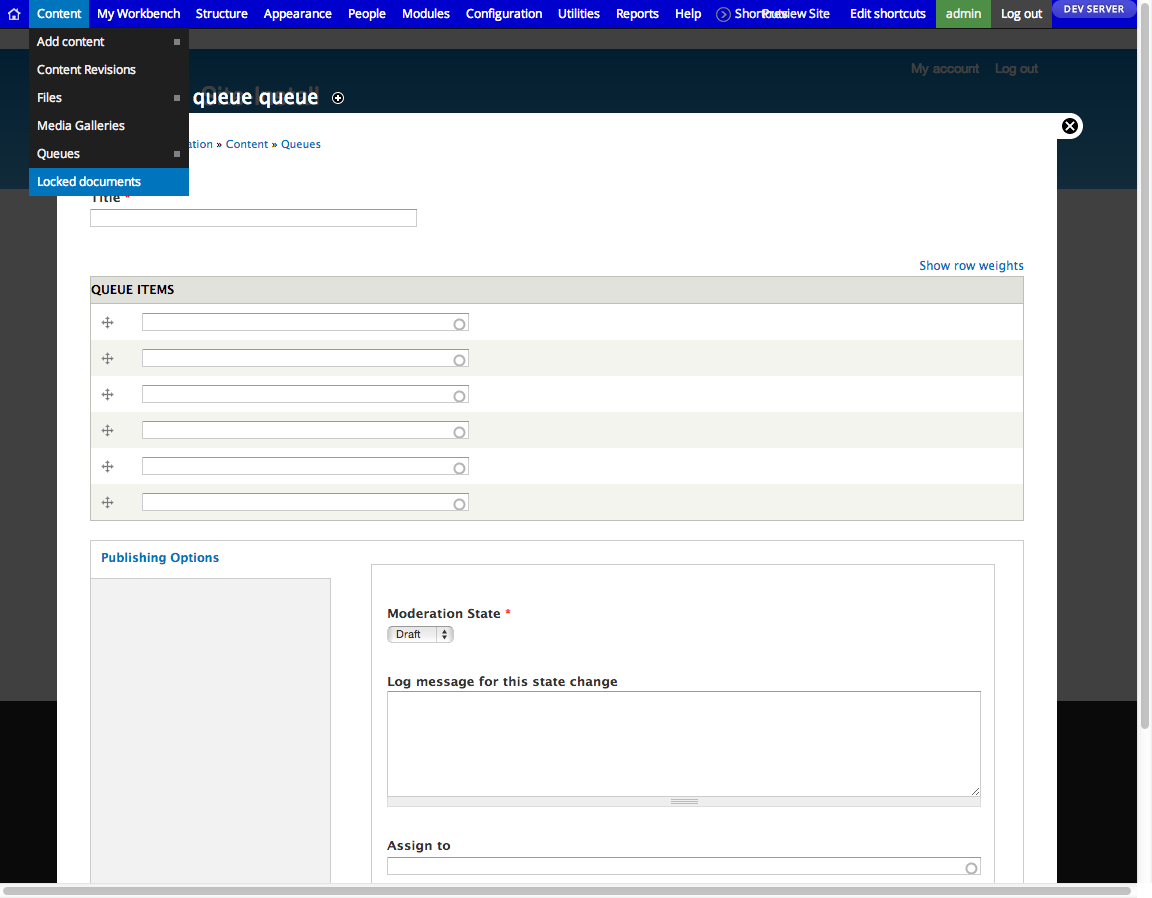 Content My Workbench Structure Appearance People Modules Configuration Utilities Reports Help Shortcuts Preview Site Edit shortcuts admin Log out DEV SERVER
Add content
Content Revisions
Files
Media Galleries
Queues
Locked documents
My account Log out
queue queue
ation » Content » Queues
Title *
Show row weights
QUEUE ITEMS
Publishing Options
Moderation State *
Draft
Log message for this state change
Assign to